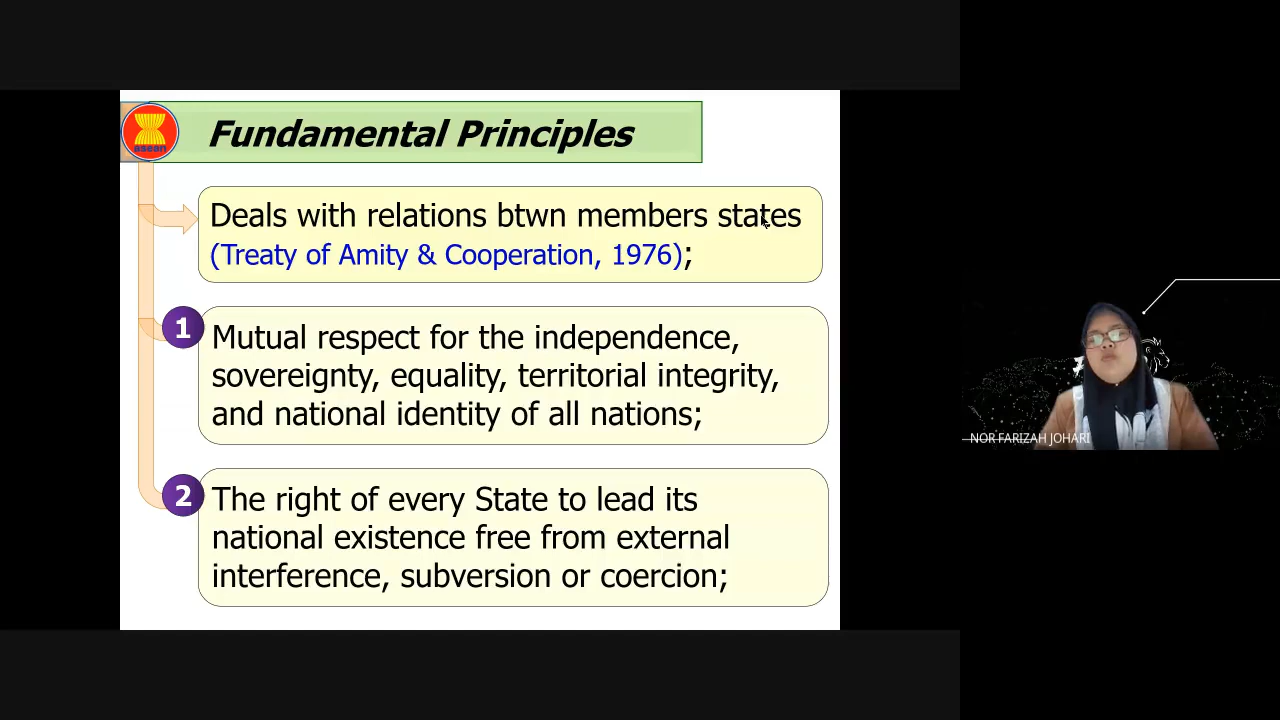 Fundamental Principles
asean
Deals with relations btwn members states
(Treaty of Amity & Cooperation, 1976);
1
Mutual respect for the independence,
sovereignty, equality, territorial integrity,
and national identity of all nations;
2
The right of every State to lead its
national existence free from external
interference, subversion or coercion;
NOR FARIZAH JOHARI